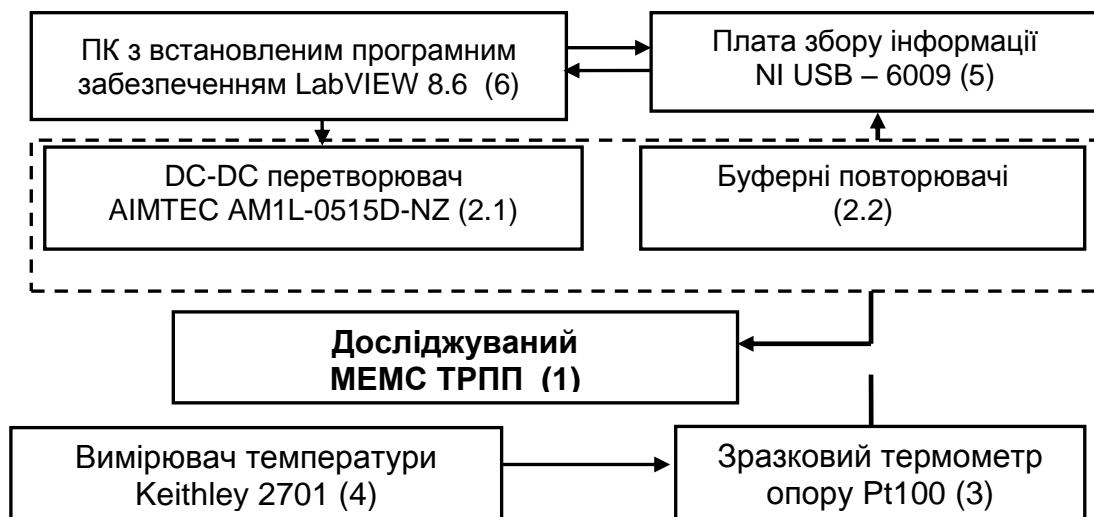 ПК з встановленим програмним
забезпеченням LabVIEW 8.6 (6)
Плата збору інформації
NI USB – 6009 (5)
DC-DC перетворювач
AIMTEC AM1L-0515D-NZ (2.1)
Буферні повторювачі
(2.2)
Досліджуваний
МЕМС ТРПП (1)
Вимірювач температури
Keithley 2701 (4)
Зразковий термометр
опору Pt100 (3)